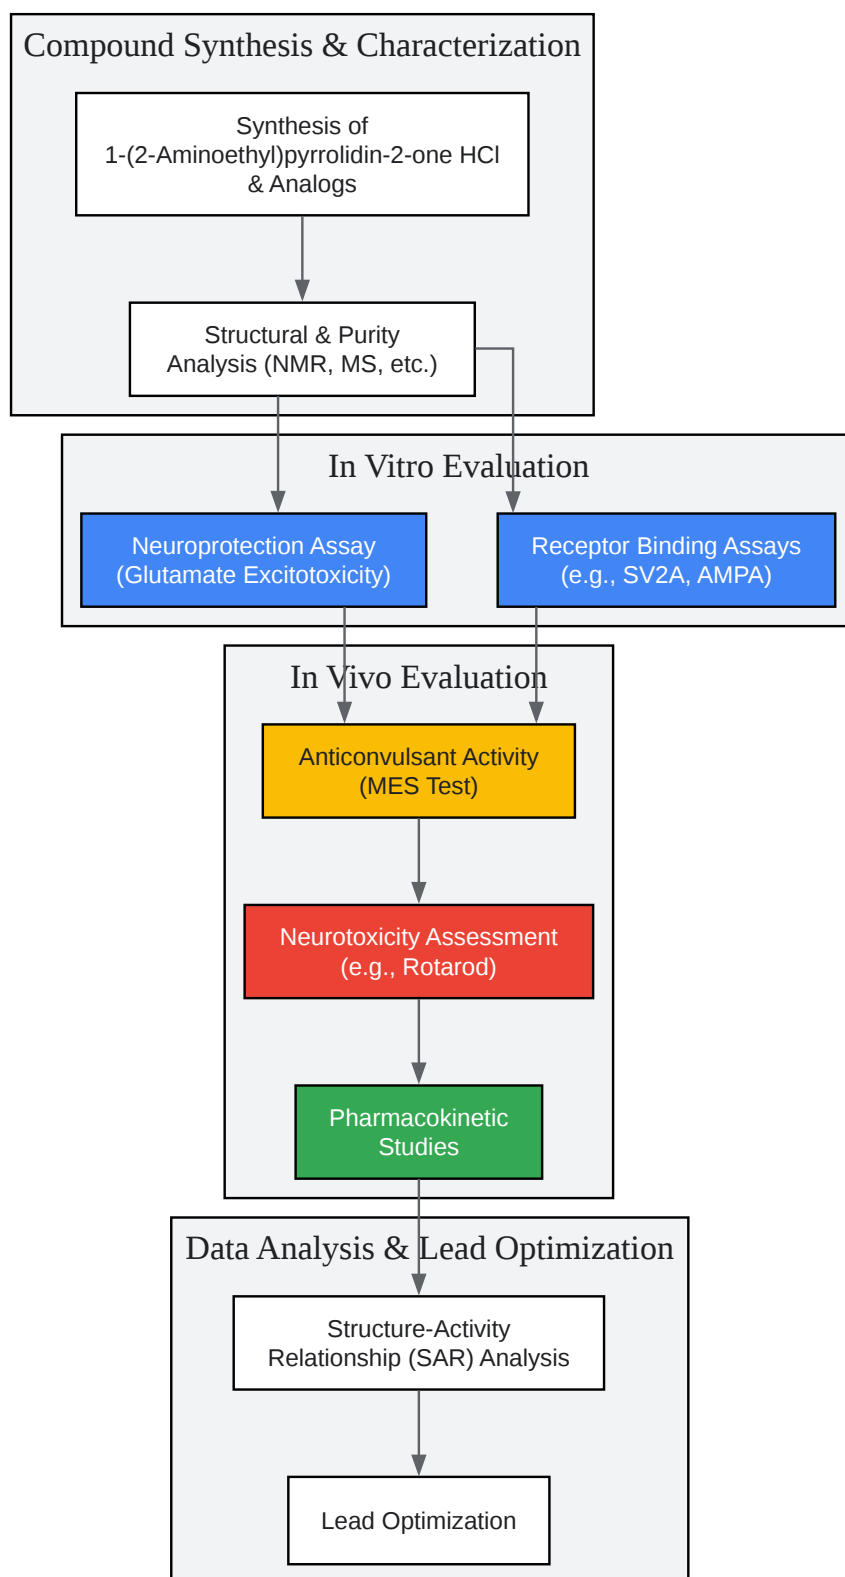 Compound Synthesis & Characterization
Synthesis of
1-(2-Aminoethyl)pyrrolidin-2-one HCl
& Analogs
Structural & Purity
Analysis (NMR, MS, etc.)
In Vitro Evaluation
Neuroprotection Assay
(Glutamate Excitotoxicity)
Receptor Binding Assays
(e.g., SV2A, AMPA)
In Vivo Evaluation
Anticonvulsant Activity
(MES Test)
Neurotoxicity Assessment
(e.g., Rotarod)
Pharmacokinetic
Studies
Data Analysis & Lead Optimization
Structure-Activity
Relationship (SAR) Analysis
Lead Optimization